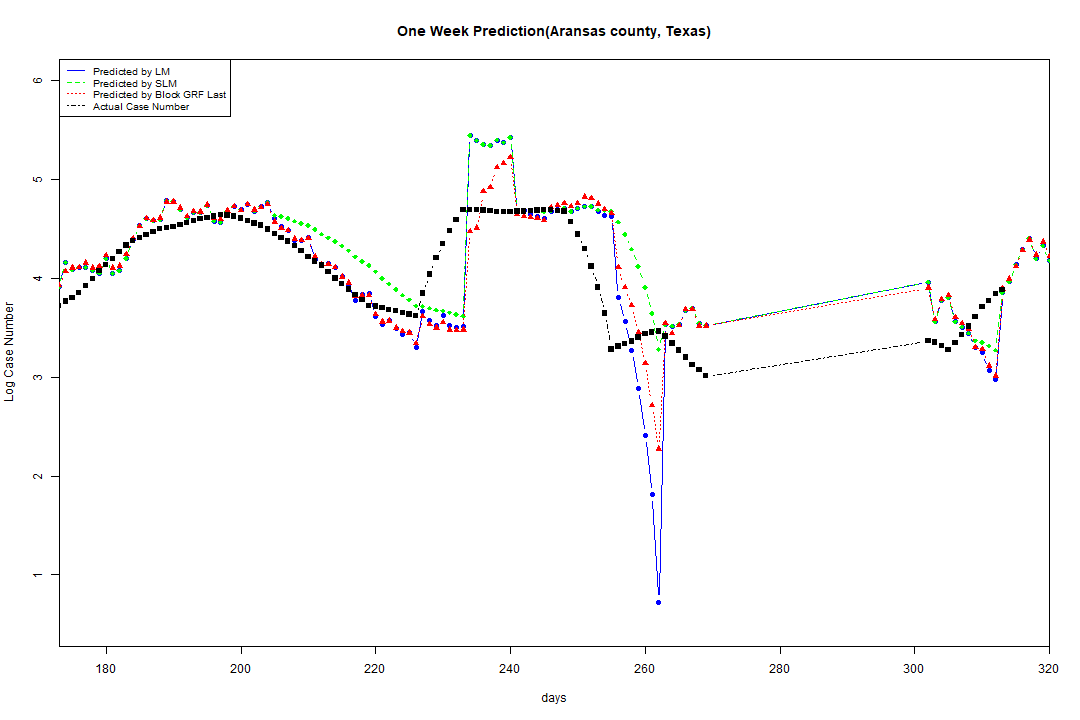 One Week Prediction(Aransas county, Texas)
Predicted by LM
Predicted by SLM
Predicted by Block GRF Last
Actual Case Number
6
5
4
3
2
1
Log Case Number
180 200 220 240 260 280 300 320
days